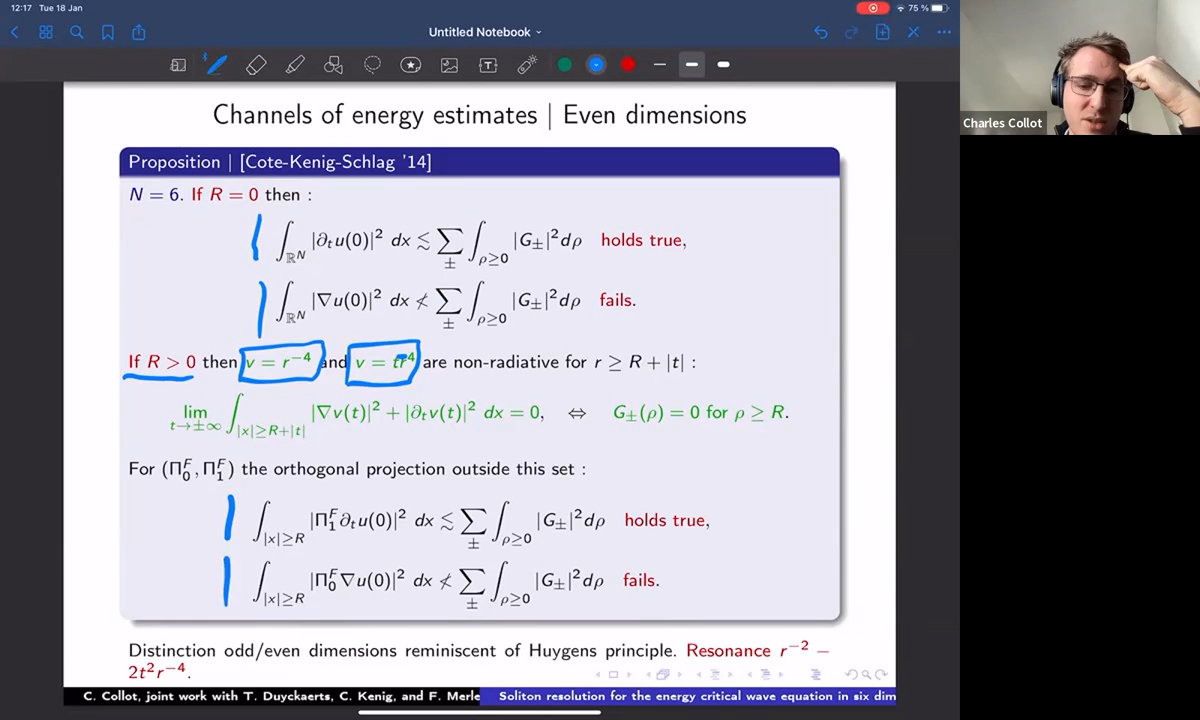 12:17 Tue 18 Jan
75 %
Untitled Notebook
Charles Collot
Channels of energy estimates | Even dimensions
Proposition | [Cote-Kenig-Schlag '14]
N = 6. If R = 0 then :
∫_{ℝ^N} |∂_t u(0)|² dx ≲ ∑_± ∫_{ρ≥0} |G_±|² dρ holds true,
∫_{ℝ^N} |∇u(0)|² dx ≮ ∑_± ∫_{ρ≥0} |G_±|² dρ fails.
If R > 0 then v = r^{-4} and v = tr^{-4} are non-radiative for r ≥ R + |t| :
lim_{t→±∞} ∫_{|x|≥R+|t|} |∇v(t)|² + |∂_t v(t)|² dx = 0, ⇔ G_±(ρ) = 0 for ρ ≥ R.
For (Π_0^F, Π_1^F) the orthogonal projection outside this set :
∫_{|x|≥R} |Π_1^F ∂_t u(0)|² dx ≲ ∑_± ∫_{ρ≥0} |G_±|² dρ holds true,
∫_{|x|≥R} |Π_0^F ∇u(0)|² dx ≮ ∑_± ∫_{ρ≥0} |G_±|² dρ fails.
Distinction odd/even dimensions reminiscent of Huygens principle. Resonance r^{-2} −
2t²r^{-4}.
C. Collot, joint work with T. Duyckaerts, C. Kenig, and F. Merle Soliton resolution for the energy critical wave equation in six dim